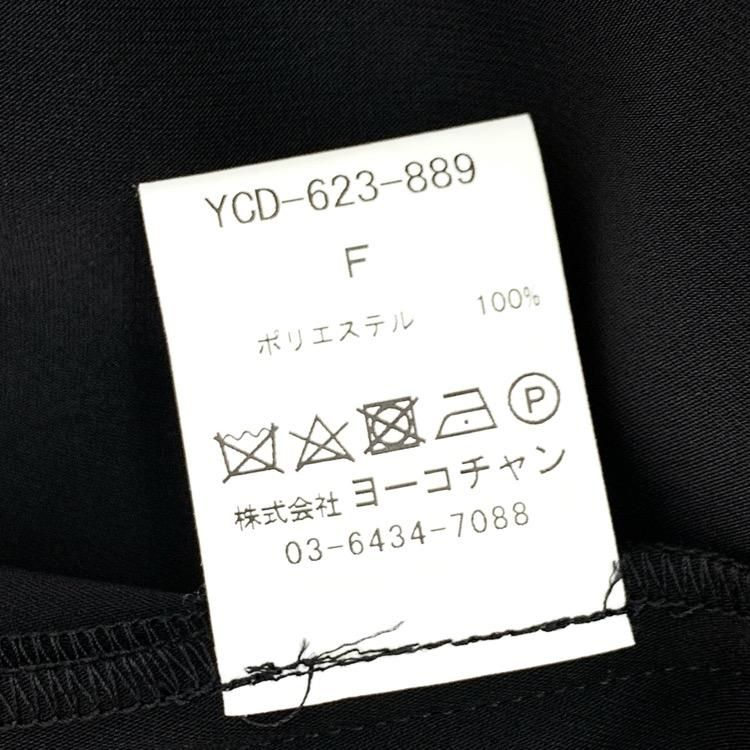 YCD-623-889
F
ポリエステル 100%
P
株式会社 ヨーコチャン
03-6434-7088